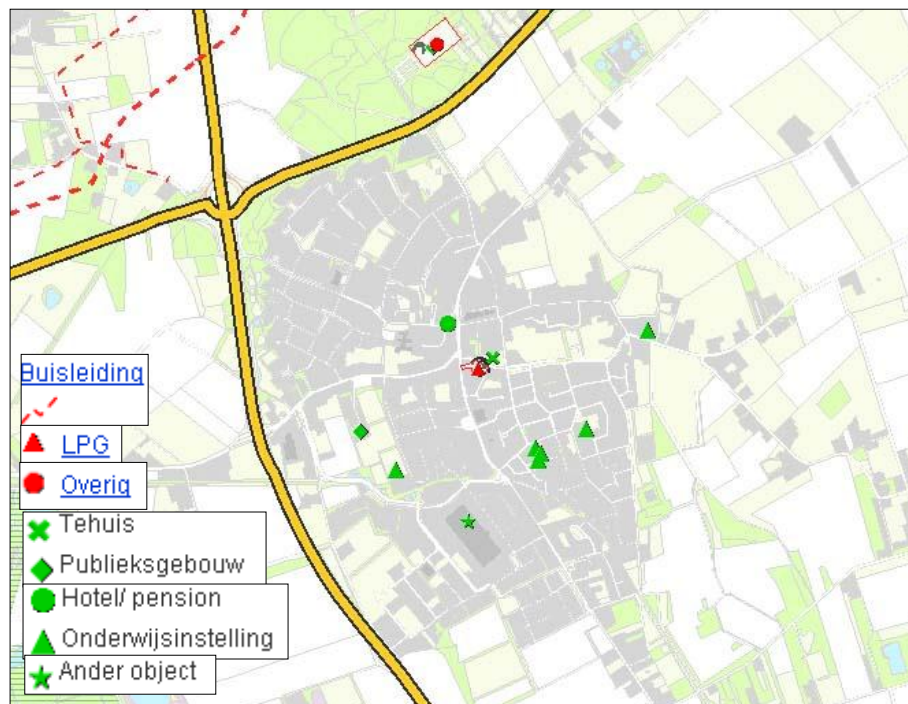 Buisleiding
LPG
Overig
Tehuis
Publieksgebouw
Hotel/ pension
Onderwijsinstelling
Ander object